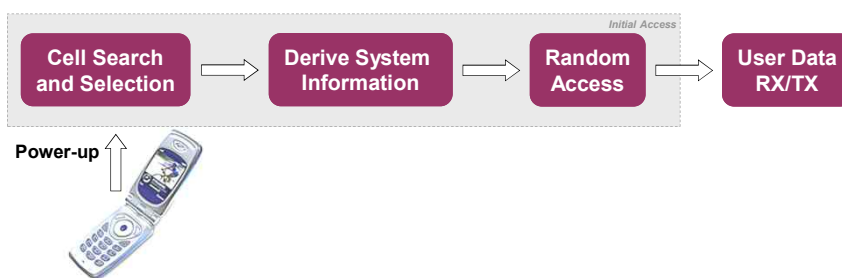 Initial Access
Cell Search
and Selection
Derive System
Information
Random
Access
User Data
RX/TX
Power-up